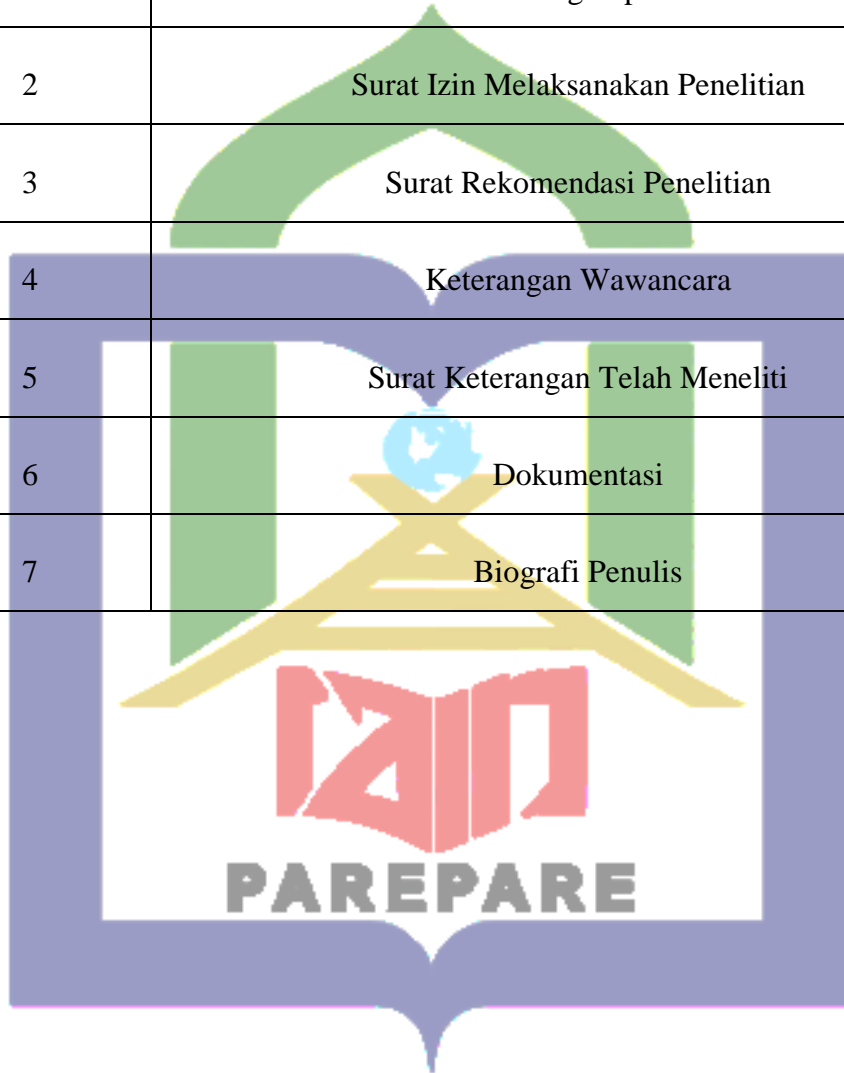 2 Surat Izin Melaksanakan Penelitian
3 Surat Rekomendasi Penelitian
4 Keterangan Wawancara
5 Surat Keterangan Telah Meneliti
6 Dokumentasi
7 Biografi Penulis
iain
PAREPARE